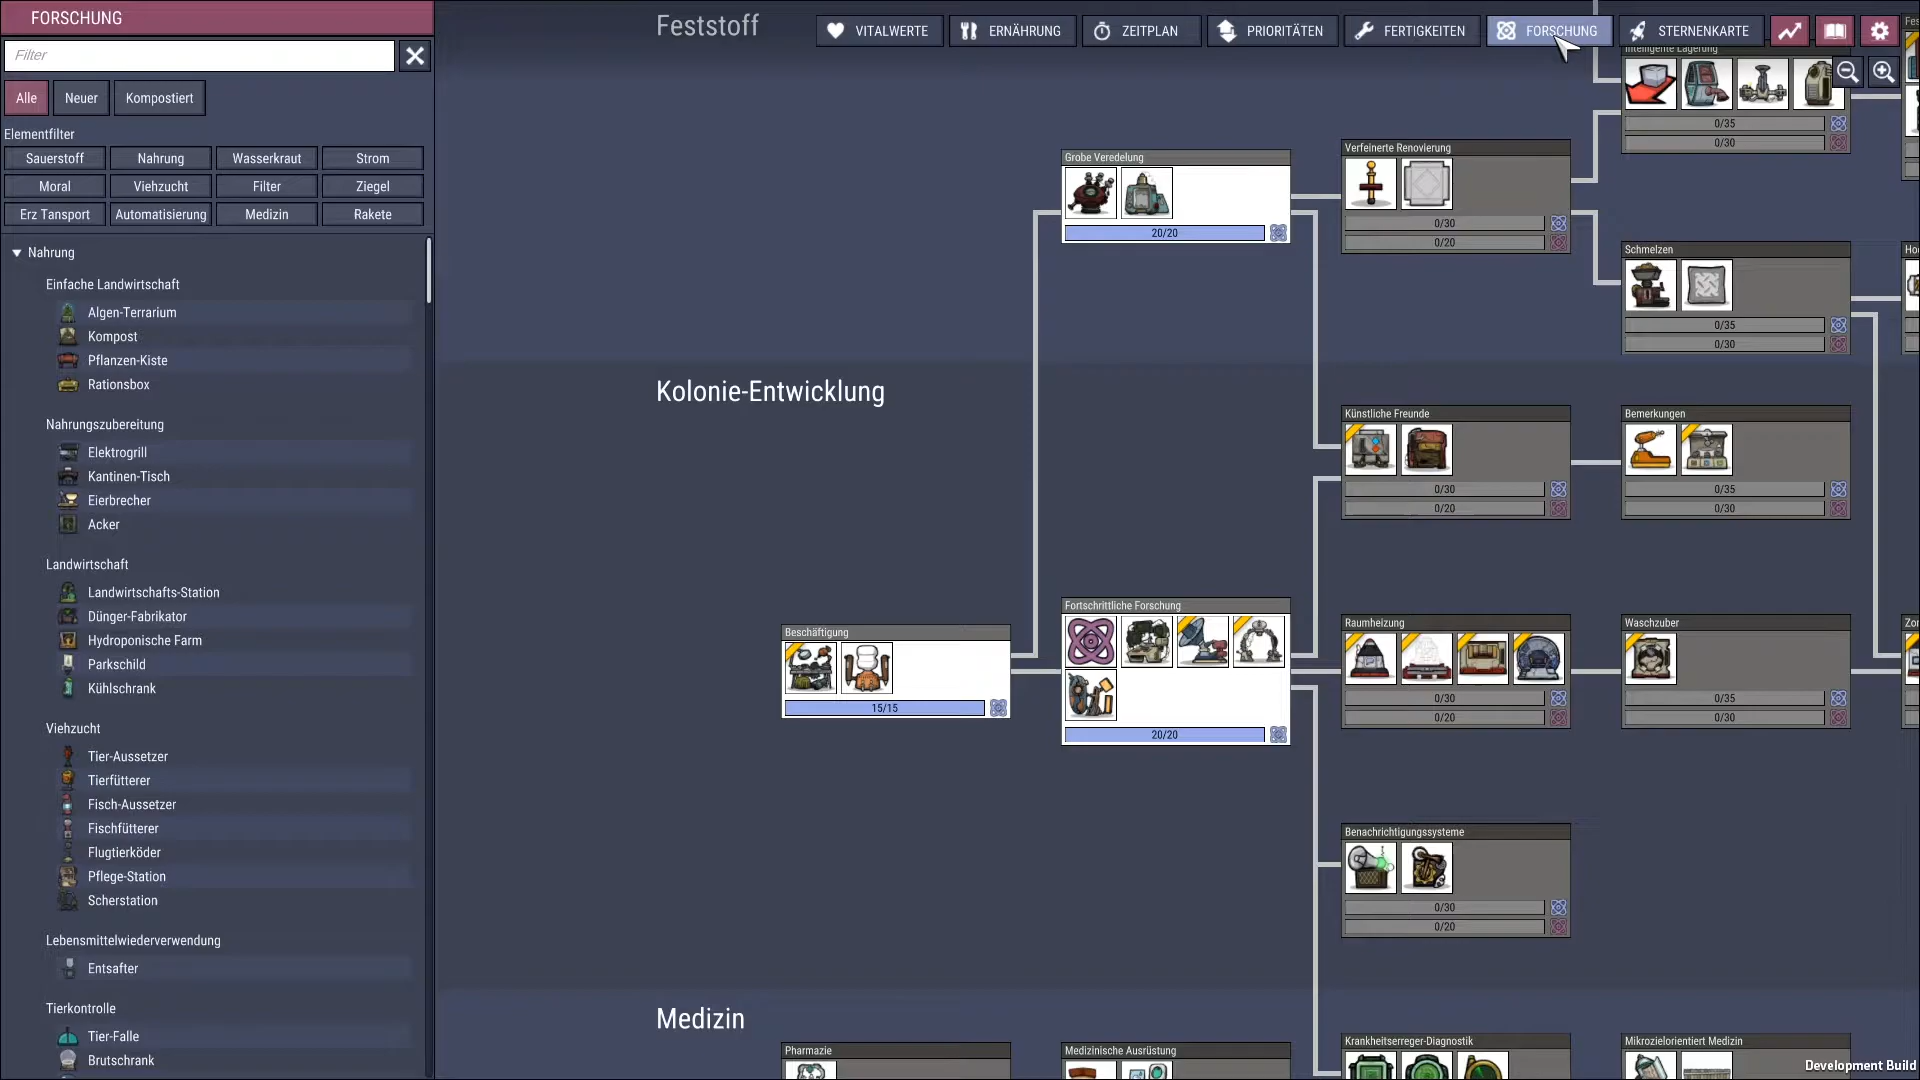 FORSCHUNG
Filter
Alle
Neuer
Kompostiert
Elementfilter
Sauerstoff
Nahrung
Wasserkraut
Strom
Moral
Viehzucht
Filter
Ziegel
Erz Tansport
Automatisierung
Medizin
Rakete
Nahrung
Einfache Landwirtschaft
Algen-Terrarium
Kompost
Pflanzen-Kiste
Rationsbox
Nahrungszubereitung
Elektrogrill
Kantinen-Tisch
Eierbrecher
Acker
Landwirtschaft
Landwirtschafts-Station
Dünger-Fabrikator
Hydroponische Farm
Parkschild
Kühlschrank
Viehzucht
Tier-Aussetzer
Tierfütterer
Fisch-Aussetzer
Fischfütterer
Flugtierköder
Pflege-Station
Scherstation
Lebensmittelwiederverwendung
Entsafter
Tierkontrolle
Tier-Falle
Brutschrank
VITALWERTE
ERNÄHRUNG
ZEITPLAN
PRIORITÄTEN
FERTIGKEITEN
FORSCHUNG
STERNENKARTE
Feststoff
Intelligente Lagerung
0/35
0/30
Grobe Veredelung
20/20
Verfeinerte Renovierung
0/30
0/20
Schmelzen
0/35
0/30
Kolonie-Entwicklung
Künstliche Freunde
0/30
0/20
Bemerkungen
0/35
0/30
Beschäftigung
15/15
Fortschrittliche Forschung
20/20
Raumheizung
0/30
0/20
Waschzuber
0/35
0/30
Benachrichtigungssysteme
0/30
0/20
Medizin
Pharmazie
Medizinische Ausrüstung
Krankheitserreger-Diagnostik
Mikrozielorientiert Medizin
Development Build